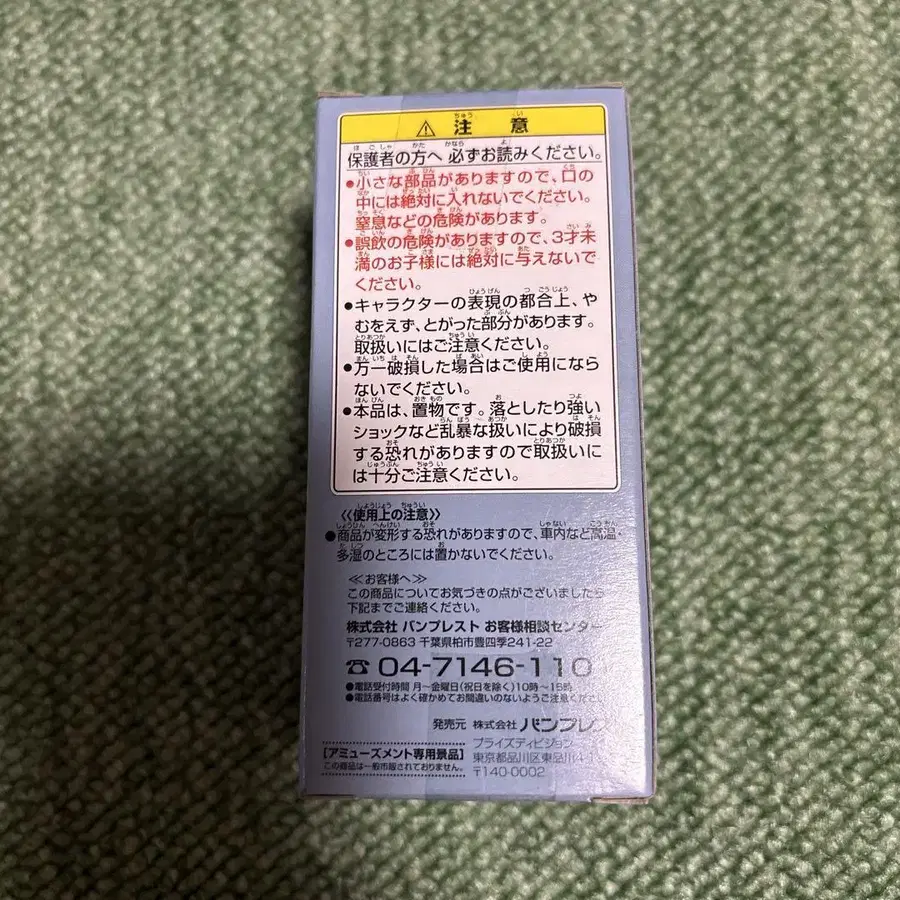 ⚠ 注意
保護者の方へ 必ずお読みください。
●小さな部品がありますので、口の
中には絶対に入れないでください。
窒息などの危険があります。
●誤飲の危険がありますので、3才未
満のお子様には絶対に与えないで
ください。
●キャラクターの表現の都合上、や
むをえず、とがった部分があります。
取扱いにはご注意ください。
●万一破損した場合はご使用になら
ないでください。
●本品は、置物です。落としたり強い
ショックなど乱暴な扱いにより破損
する恐れがありますので取扱いに
は十分ご注意ください。
《使用上の注意》
●商品が変形する恐れがありますので、車内など高温・
多湿のところには置かないでください。
≪お客様へ≫
この商品についてお気づきの点がございましたら
下記までご連絡ください。
株式会社 バンプレスト お客様相談センター
〒277-0863 千葉県柏市豊四季241-22
☎ 04-7146-110
●電話受付時間 月〜金曜日(祝日を除く)10時〜15時
●電話番号はよく確かめてお間違いのないようご注意ください
発売元 株式会社 バンプレス
プライズディビジョン
東京都品川区東品川4-1
〒140-0002
[アミューズメント専用景品]
この商品は一般市販されておりません。